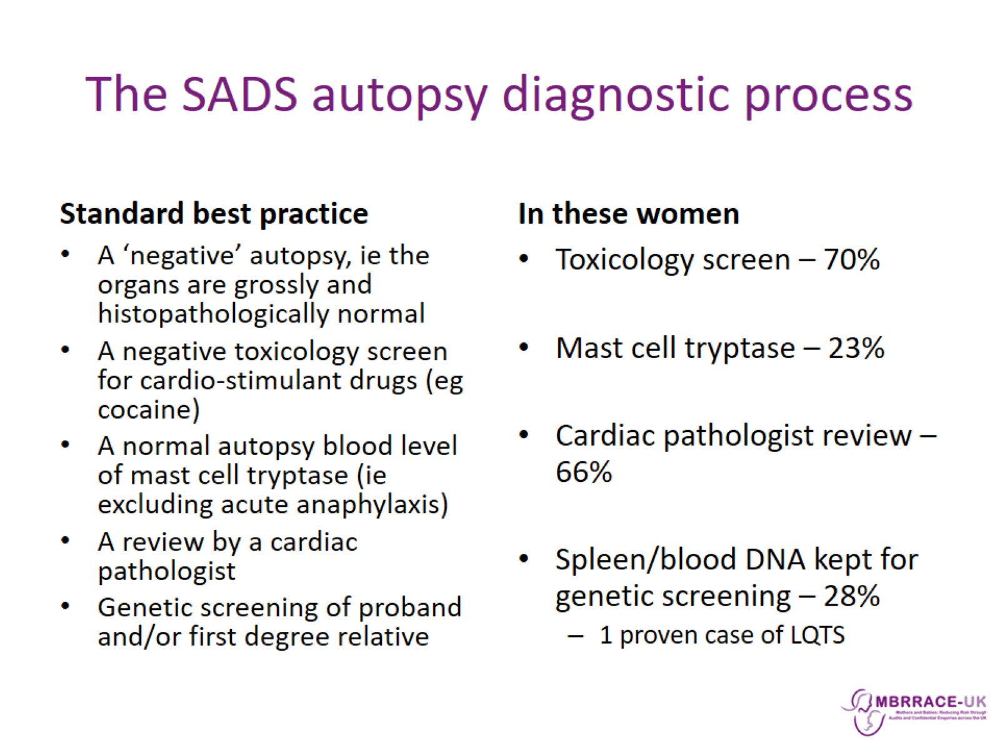 The SADS autopsy diagnostic process
Standard best practice
• A ‘negative’ autopsy, ie the
organs are grossly and
histopathologically normal
• A negative toxicology screen
for cardio-stimulant drugs (eg
cocaine)
• A normal autopsy blood level
of mast cell tryptase (ie
excluding acute anaphylaxis)
• A review by a cardiac
pathologist
• Genetic screening of proband
and/or first degree relative
In these women
• Toxicology screen – 70%
• Mast cell tryptase – 23%
• Cardiac pathologist review –
66%
• Spleen/blood DNA kept for
genetic screening – 28%
– 1 proven case of LQTS
MBRRACE-UK
Mothers and Babies: Reducing Risk through
Audits and Confidential Enquiries across the UK